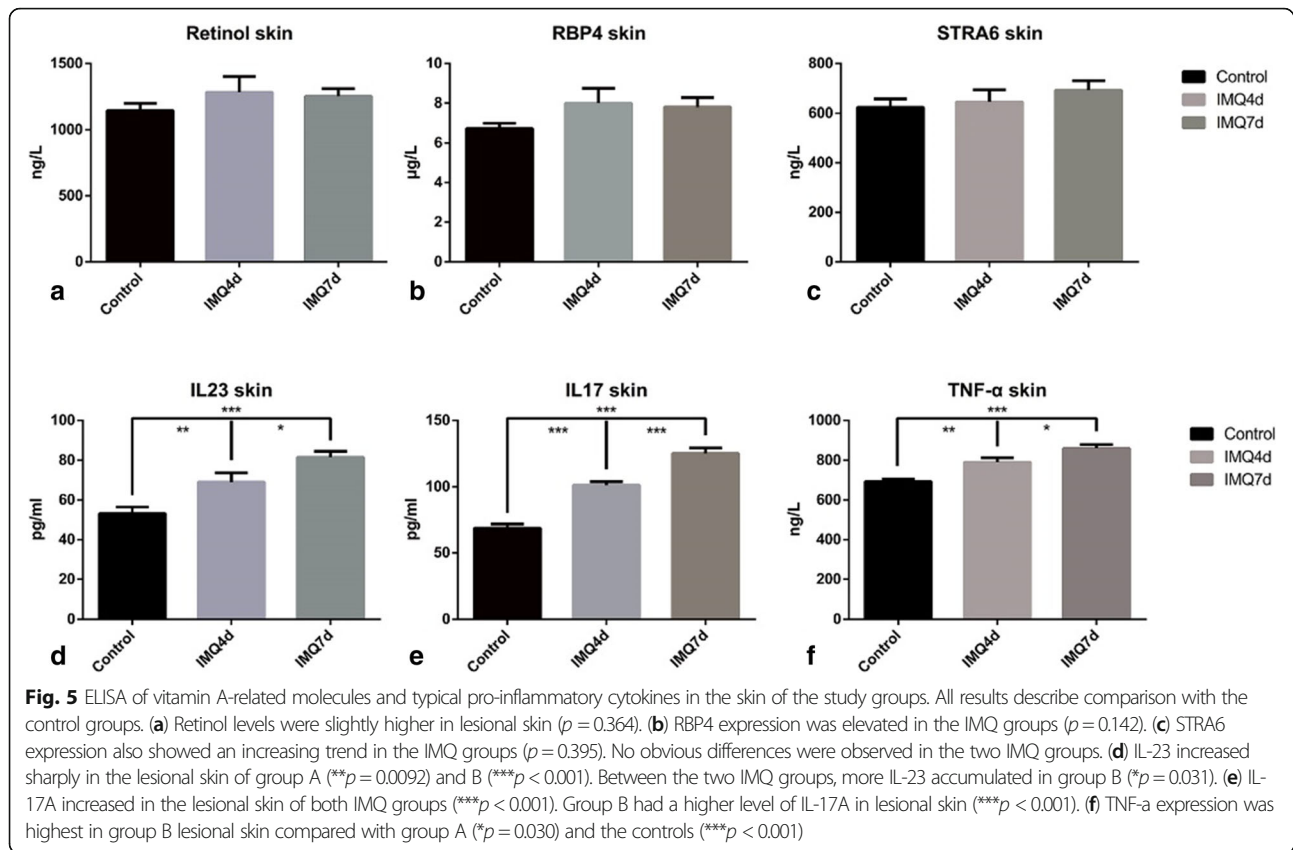 Retinol skin
1500
1000
500
0
ng/L
Control
IMQ4d
IMQ7d
a
RBP4 skin
10
8
6
4
2
0
µg/L
Control
IMQ4d
IMQ7d
b
STRA6 skin
800
600
400
200
0
ng/L
Control
IMQ4d
IMQ7d
c
Control
IMQ4d
IMQ7d
IL23 skin
100
80
60
40
20
0
pg/ml
***
** *
Control
IMQ4d
IMQ7d
d
IL17 skin
150
100
50
0
pg/ml
***
*** ***
Control
IMQ4d
IMQ7d
e
TNF-α skin
1000
800
600
400
200
0
ng/L
***
** *
Control
IMQ4d
IMQ7d
f
Control
IMQ4d
IMQ7d
Fig. 5 ELISA of vitamin A-related molecules and typical pro-inflammatory cytokines in the skin of the study groups. All results describe comparison with the
control groups. (a) Retinol levels were slightly higher in lesional skin (p = 0.364). (b) RBP4 expression was elevated in the IMQ groups (p = 0.142). (c) STRA6
expression also showed an increasing trend in the IMQ groups (p = 0.395). No obvious differences were observed in the two IMQ groups. (d) IL-23 increased
sharply in the lesional skin of group A (**p = 0.0092) and B (***p < 0.001). Between the two IMQ groups, more IL-23 accumulated in group B (*p = 0.031). (e) IL-
17A increased in the lesional skin of both IMQ groups (***p < 0.001). Group B had a higher level of IL-17A in lesional skin (***p < 0.001). (f) TNF-a expression was
highest in group B lesional skin compared with group A (*p = 0.030) and the controls (***p < 0.001)